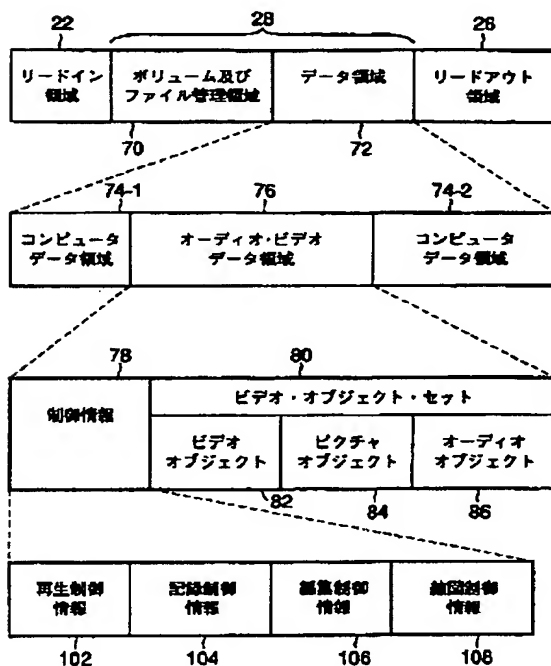 22 28 26
リードイン
領域
ボリューム及び
ファイル管理領域
データ領域
リードアウト
領域
70 72
74-1 76 74-2
コンピュータ
データ領域
オーディオ・ビデオ
データ領域
コンピュータ
データ領域
78 80
制御情報
ビデオ・オブジェクト・セット
ビデオ
オブジェクト
ピクチャ
オブジェクト
オーディオ
オブジェクト
82 84 86
再生制御
情報
記録制御
情報
編集制御
情報
縮図制御
情報
102 104 106 108